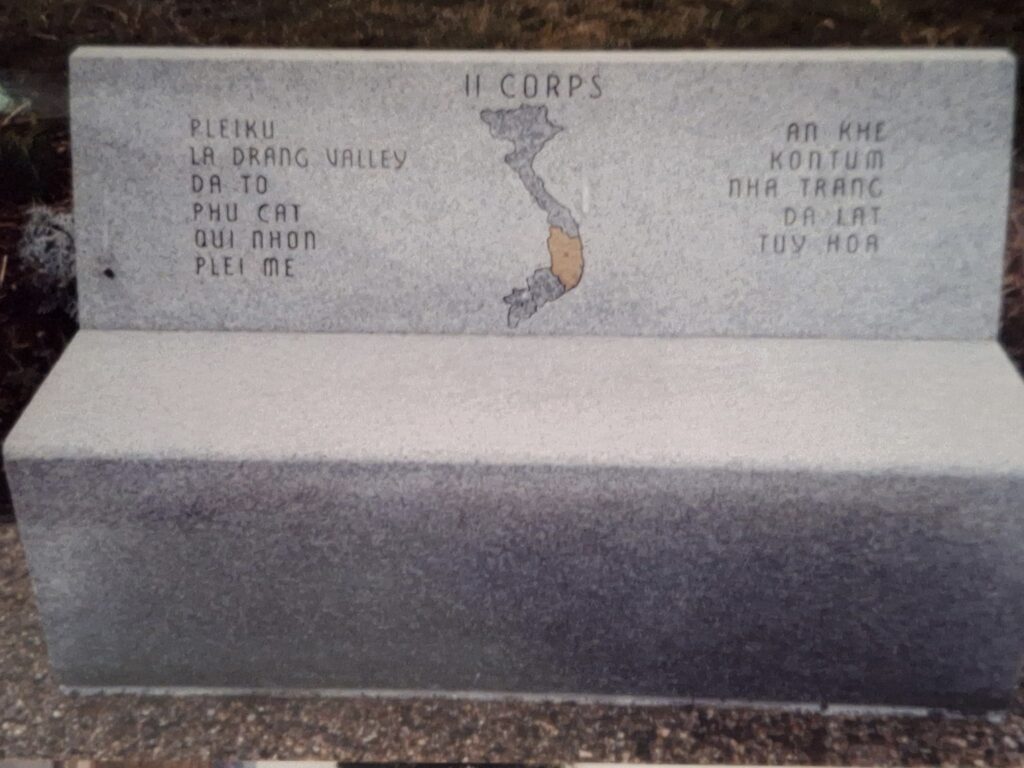 II CORPS
PLEIKU
LA DRANG VALLEY
DA TO
PHU CAT
QUI NHON
PLEI ME
AN KHE
KONTUM
NHA TRANG
DA LAT
TUY HOA